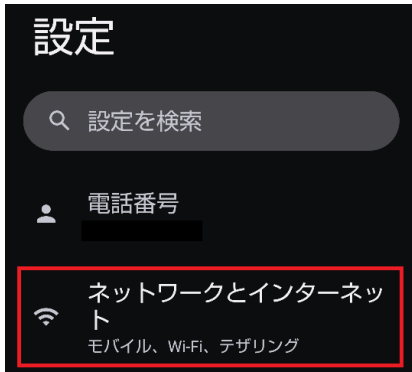 設定
設定を検索
電話番号
ネットワークとインターネッ
ト
モバイル、Wi-Fi、テザリング